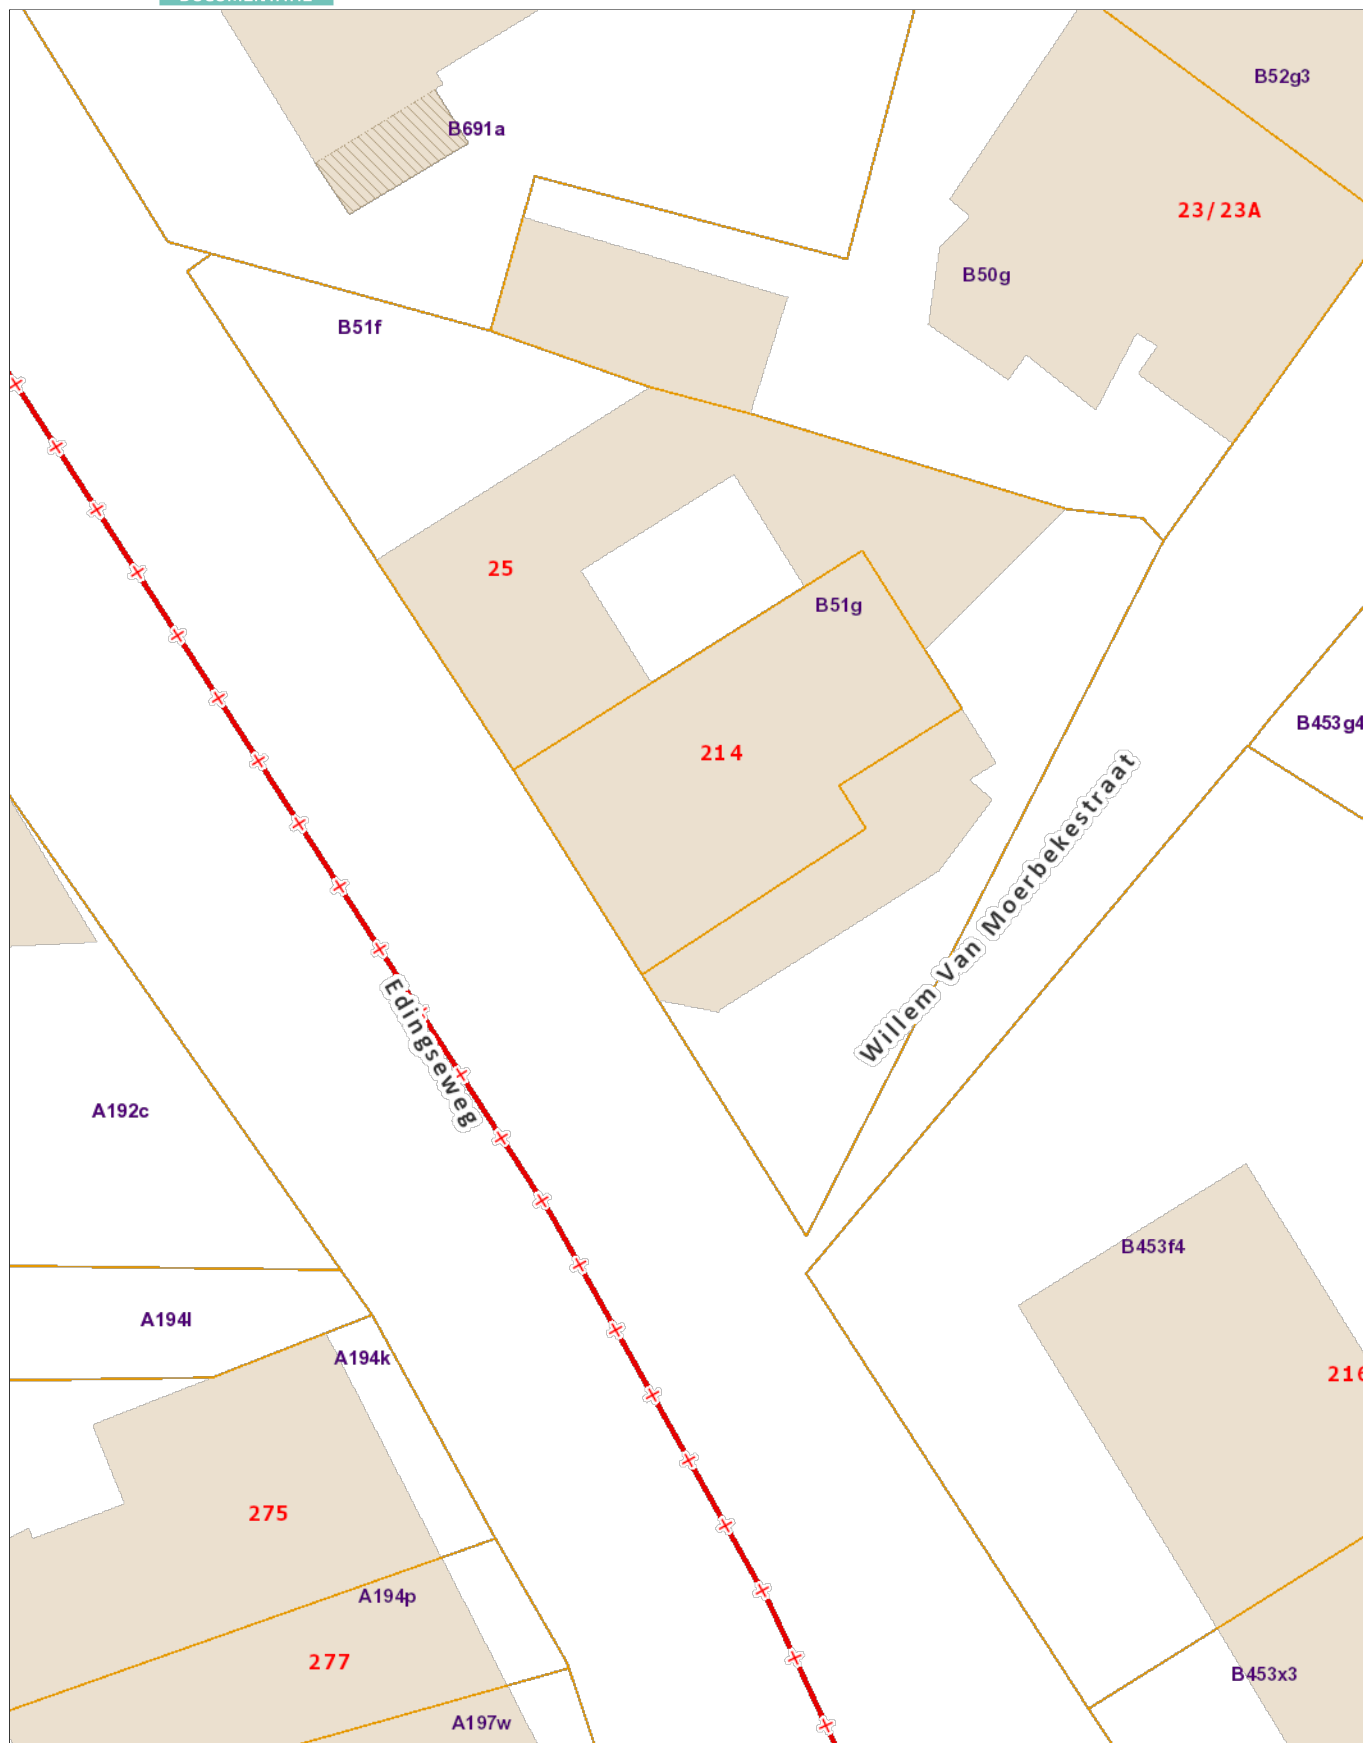 B52g3
B691a
23/23A
B50g
B51f
25
B51g
B453g4
214
Willem Van Moerbekestraat
Edingseweg
A192c
B453f4
A194l
A194k
216
275
A194p
277
B453x3
A197w